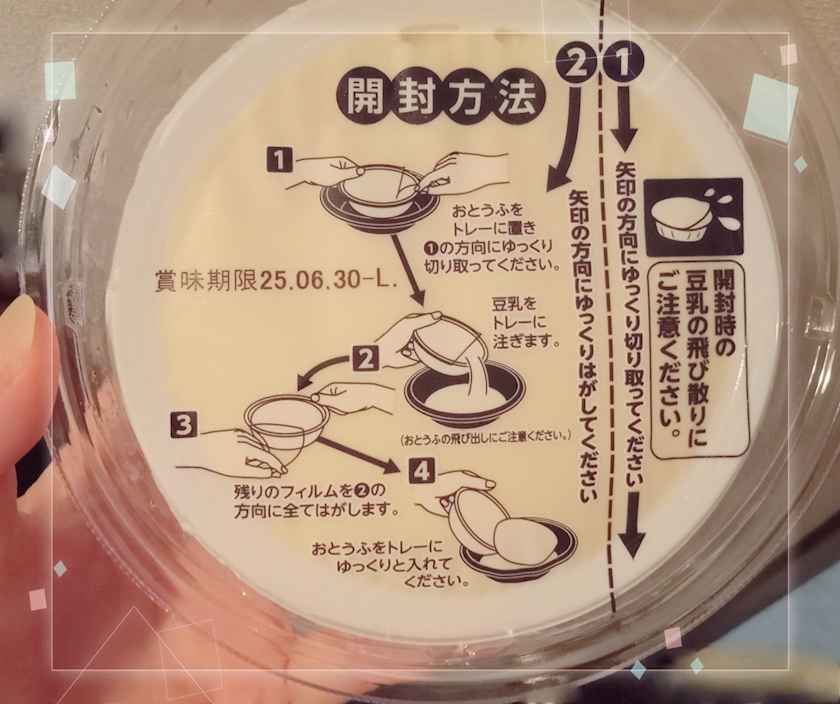 開封方法
2 1
1
おとうふを
トレーに置き
❶の方向にゆっくり
切り取ってください。
賞味期限25.06.30-L.
豆乳を
トレーに
注ぎます。
2
(おとうふの飛び出しにご注意ください。)
3
残りのフィルムを❷の
方向に全てはがします。
4
おとうふをトレーに
ゆっくりと入れて
ください。
矢印の方向にゆっくり切り取ってください
矢印の方向にゆっくりはがしてください
開封時の
豆乳の飛び散りに
ご注意ください。